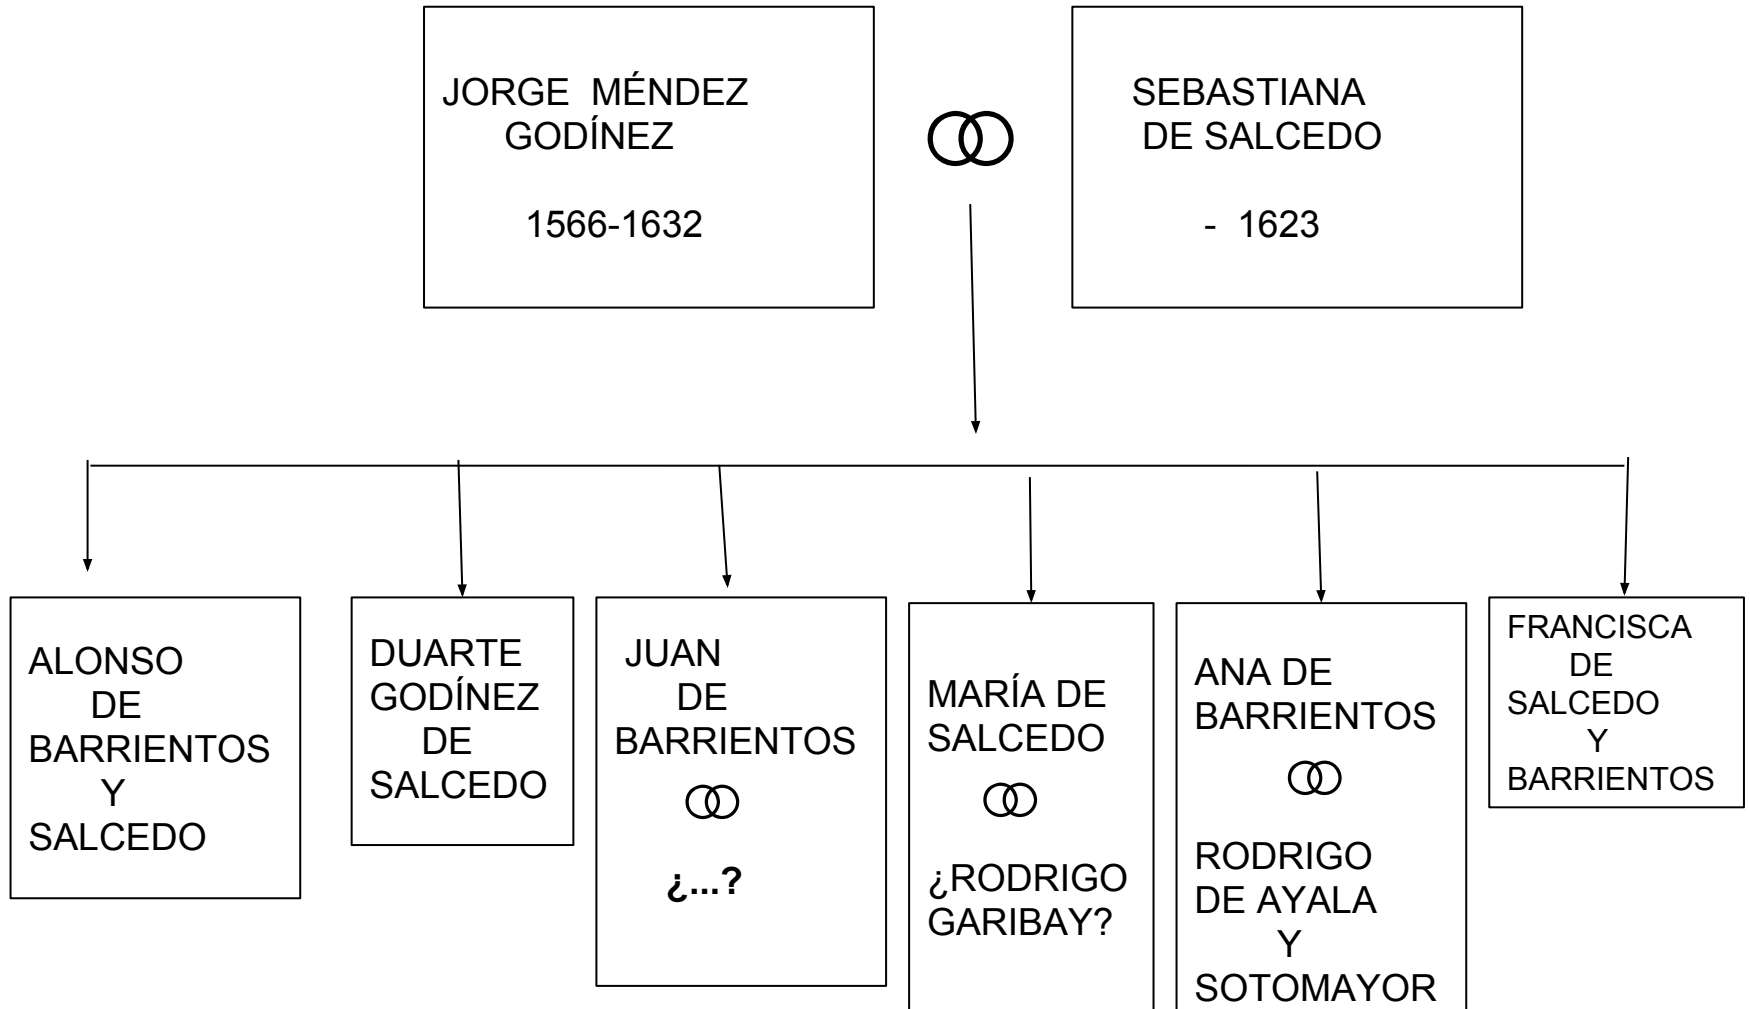 JORGE MÉNDEZ
GODÍNEZ
1566-1632
SEBASTIANA
DE SALCEDO
- 1623
ALONSO
DE
BARRIENTOS
Y
SALCEDO
DUARTE
GODÍNEZ
DE
SALCEDO
JUAN
DE
BARRIENTOS
¿...?
MARÍA DE
SALCEDO
¿RODRIGO
GARIBAY?
ANA DE
BARRIENTOS
RODRIGO
DE AYALA
Y
SOTOMAYOR
FRANCISCA
DE
SALCEDO
Y
BARRIENTOS